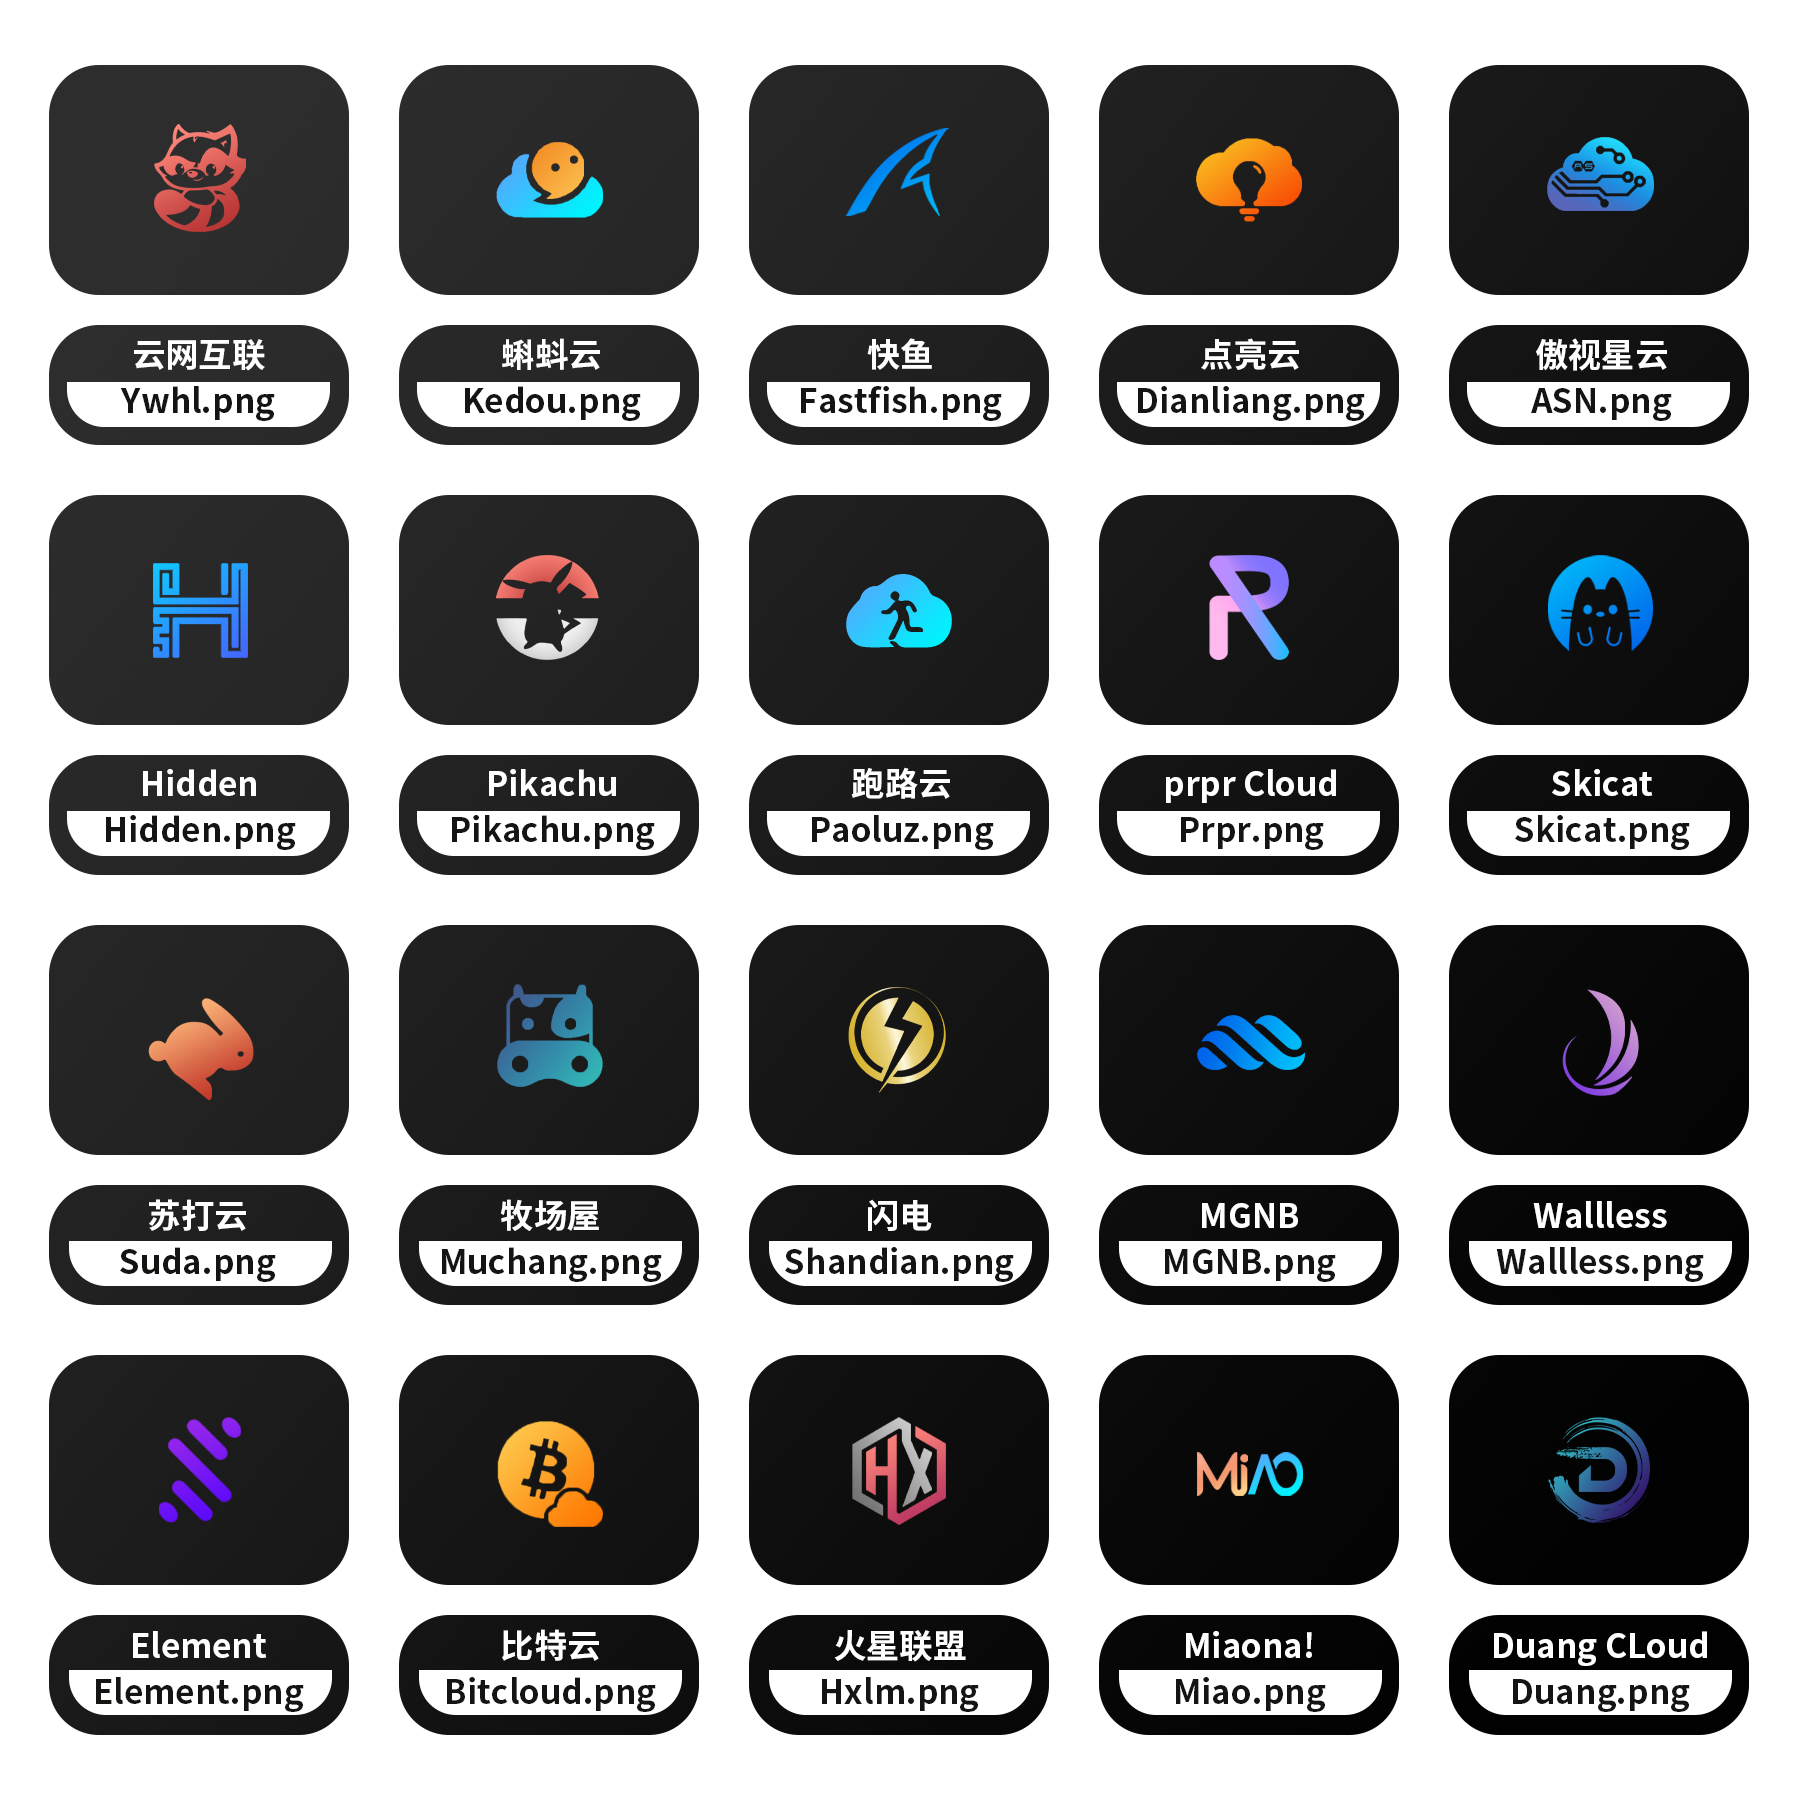 云网互联
Ywhl.png
蝌蚪云
Kedou.png
快鱼
Fastfish.png
点亮云
Dianliang.png
傲视星云
ASN.png
Hidden
Hidden.png
Pikachu
Pikachu.png
跑路云
Paoluz.png
prpr Cloud
Prpr.png
Skicat
Skicat.png
苏打云
Suda.png
牧场屋
Muchang.png
闪电
Shandian.png
MGNB
MGNB.png
Wallless
Wallless.png
HX
MiAO
Element
Element.png
比特云
Bitcloud.png
火星联盟
Hxlm.png
Miaona!
Miao.png
Duang CLoud
Duang.png